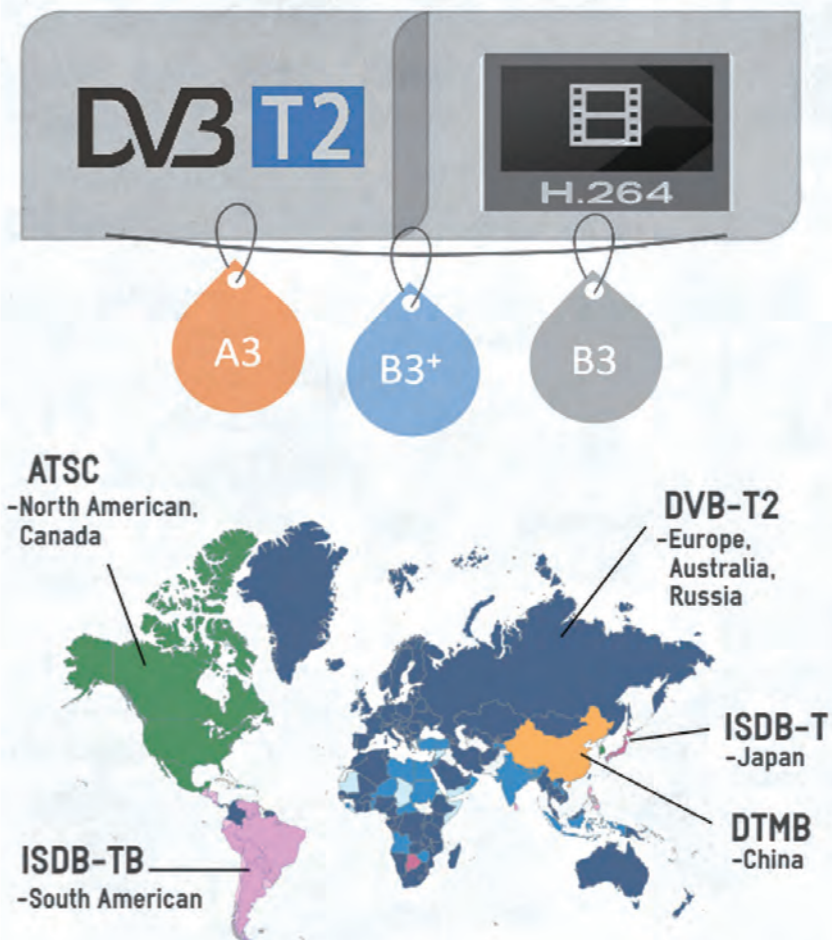 DVB T2
H.264
A3
B3+
B3
ATSC
-North American,
Canada
DVB-T2
-Europe,
Australia,
Russia
ISDB-T
-Japan
DTMB
-China
ISDB-TB
-South American